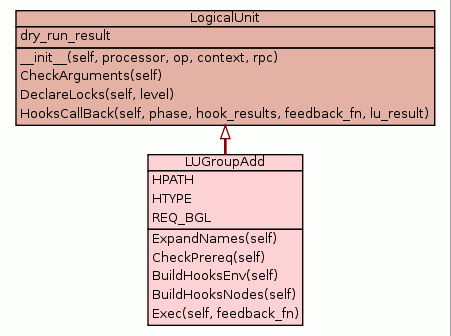 LogicalUnit
dry_run_result
__init__(self, processor, op, context, rpc)
CheckArguments(self)
DeclareLocks(self, level)
HooksCallBack(self, phase, hook_results, feedback_fn, lu_result)
LUGroupAdd
HPATH
HTYPE
REQ_BGL
ExpandNames(self)
CheckPrereq(self)
BuildHooksEnv(self)
BuildHooksNodes(self)
Exec(self, feedback_fn)